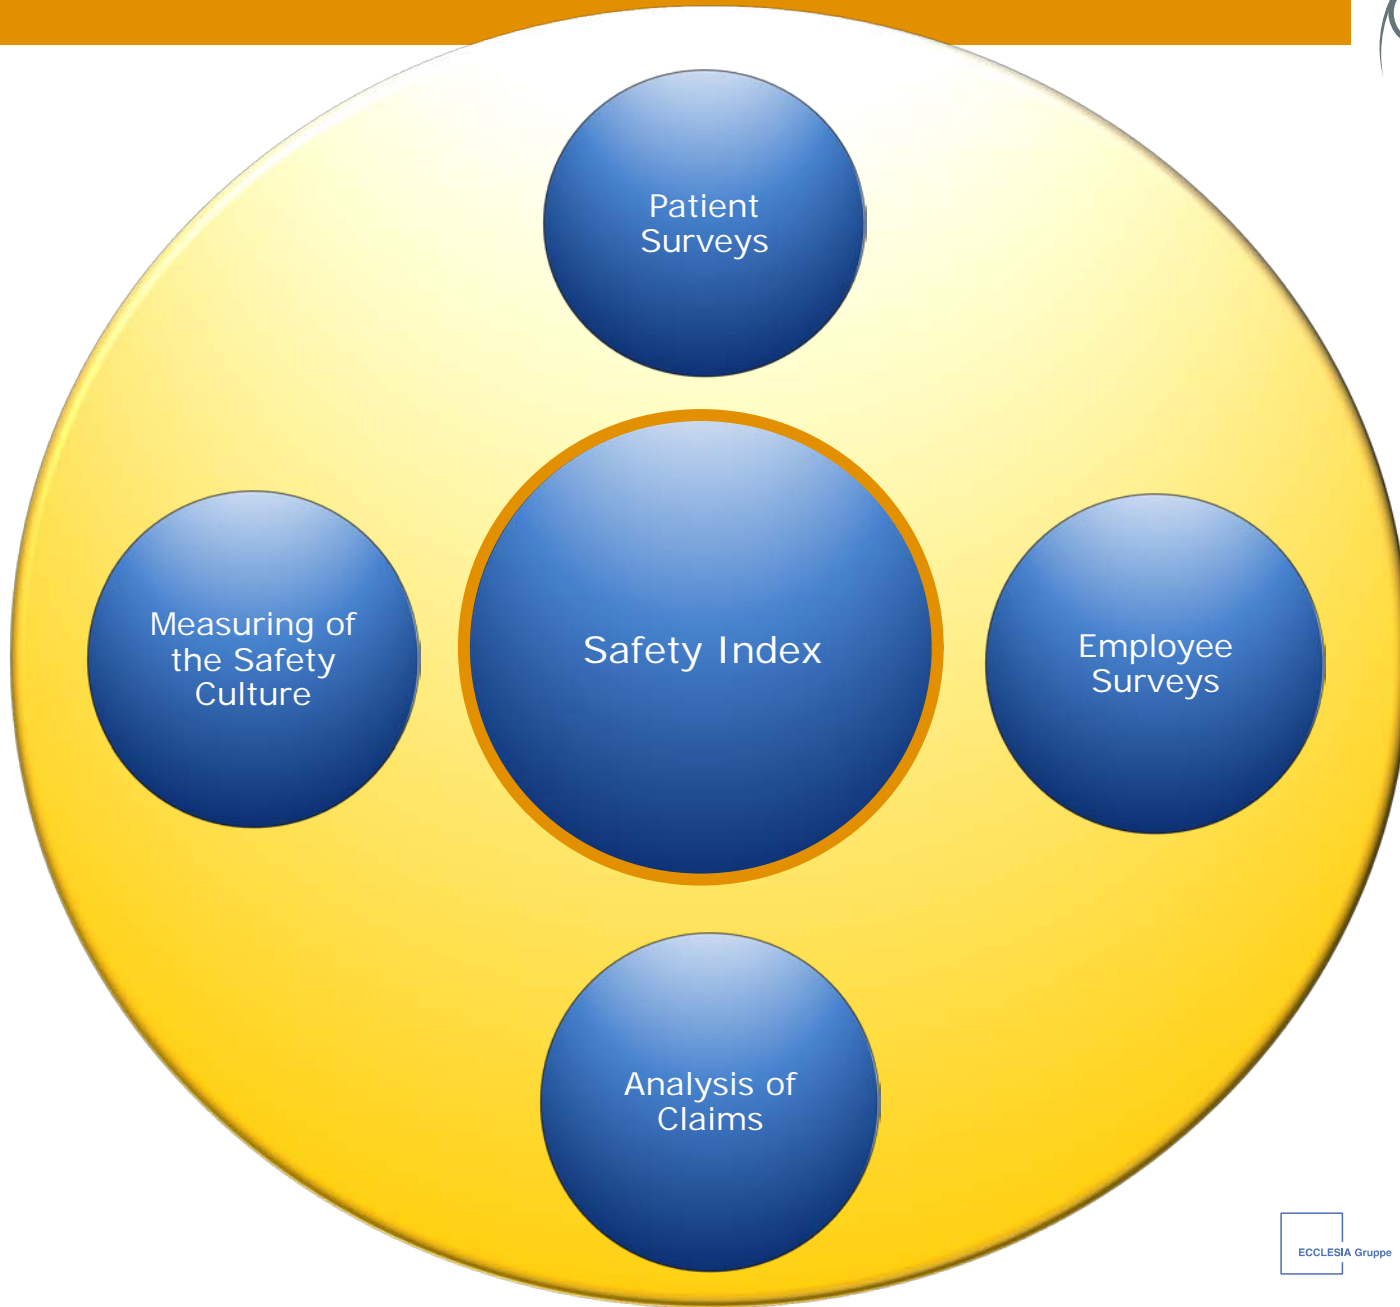 Patient
Surveys
Measuring of
the Safety
Culture
Safety Index
Employee
Surveys
Analysis of
Claims
ECCLESIA Gruppe